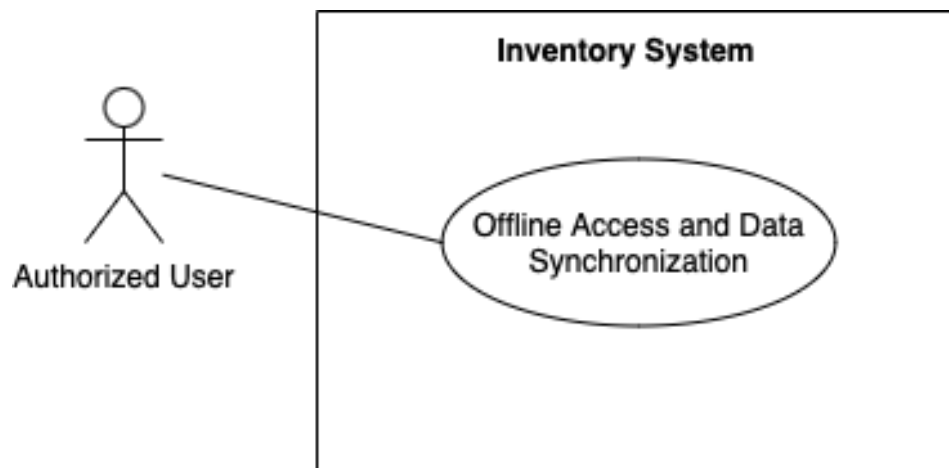 Inventory System
Offline Access and Data
Synchronization
Authorized User